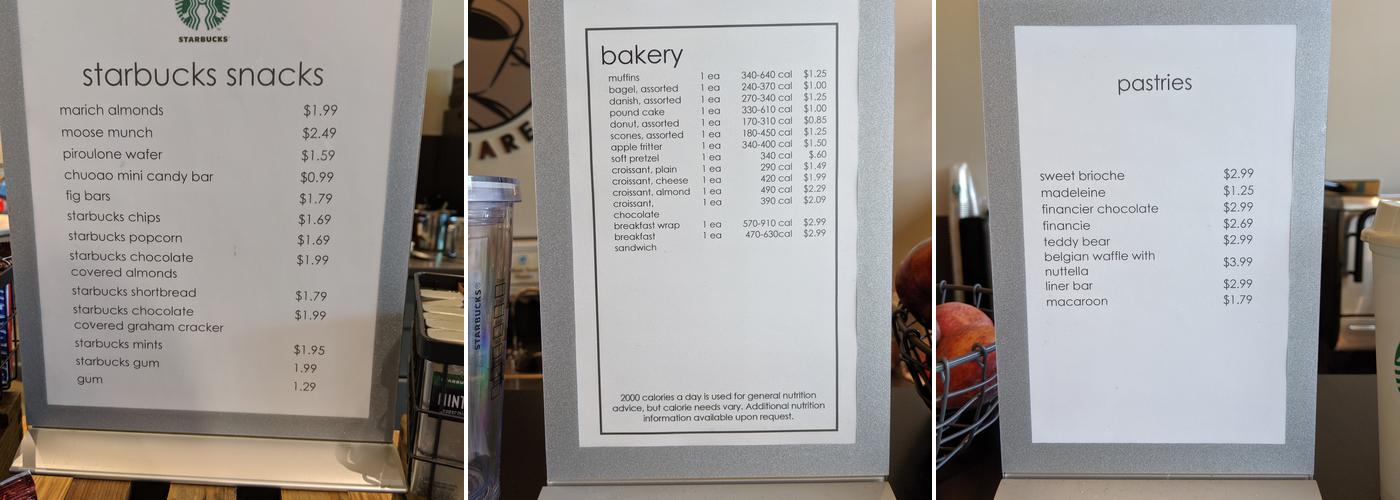 STARBUCKS
starbucks snacks
marich almonds $1.99
moose munch $2.49
piroulone wafer $1.59
chuoao mini candy bar $0.99
fig bars $1.79
starbucks chips $1.69
starbucks popcorn $1.69
starbucks chocolate $1.99
covered almonds
starbucks shortbread $1.79
starbucks chocolate $1.99
covered graham cracker
starbucks mints $1.95
starbucks gum 1.99
gum 1.29
MINT
ARE
STARBUCKS
bakery
muffins 1 ea 340-640 cal $1.25
bagel, assorted 1 ea 240-370 cal $1.00
danish, assorted 1 ea 270-340 cal $1.25
pound cake 1 ea 330-610 cal $1.00
donut, assorted 1 ea 170-310 cal $0.85
scones, assorted 1 ea 180-450 cal $1.25
apple fritter 1 ea 340-400 cal $1.50
soft pretzel 1 ea 340 cal $.60
croissant, plain 1 ea 290 cal $1.49
croissant, cheese 1 ea 420 cal $1.99
croissant, almond 1 ea 490 cal $2.29
croissant, 1 ea 390 cal $2.09
chocolate
breakfast wrap 1 ea 570-910 cal $2.99
breakfast 1 ea 470-630cal $2.99
sandwich
2000 calories a day is used for general nutrition
advice, but calorie needs vary. Additional nutrition
information available upon request.
pastries
sweet brioche $2.99
madeleine $1.25
financier chocolate $2.99
financie $2.69
teddy bear $2.99
belgian waffle with
nuttella $3.99
liner bar $2.99
macaroon $1.79